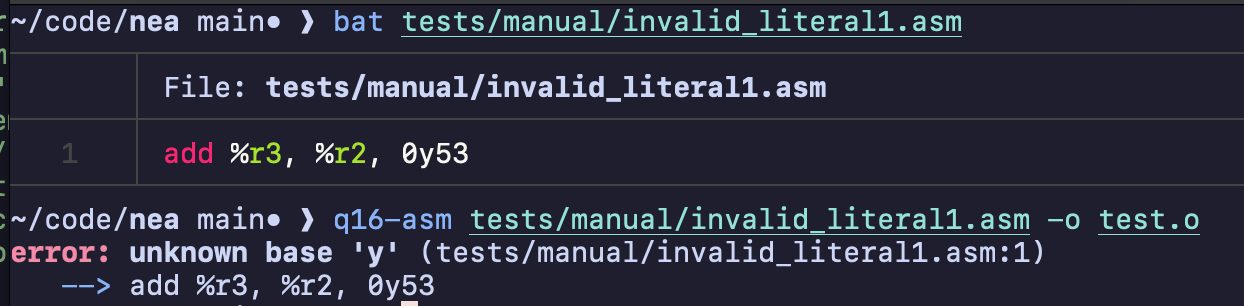 ~/code/nea main• ❯ bat tests/manual/invalid_literal1.asm
File: tests/manual/invalid_literal1.asm
1 add %r3, %r2, 0y53
~/code/nea main• ❯ q16-asm tests/manual/invalid_literal1.asm -o test.o
error: unknown base 'y' (tests/manual/invalid_literal1.asm:1)
--> add %r3, %r2, 0y53